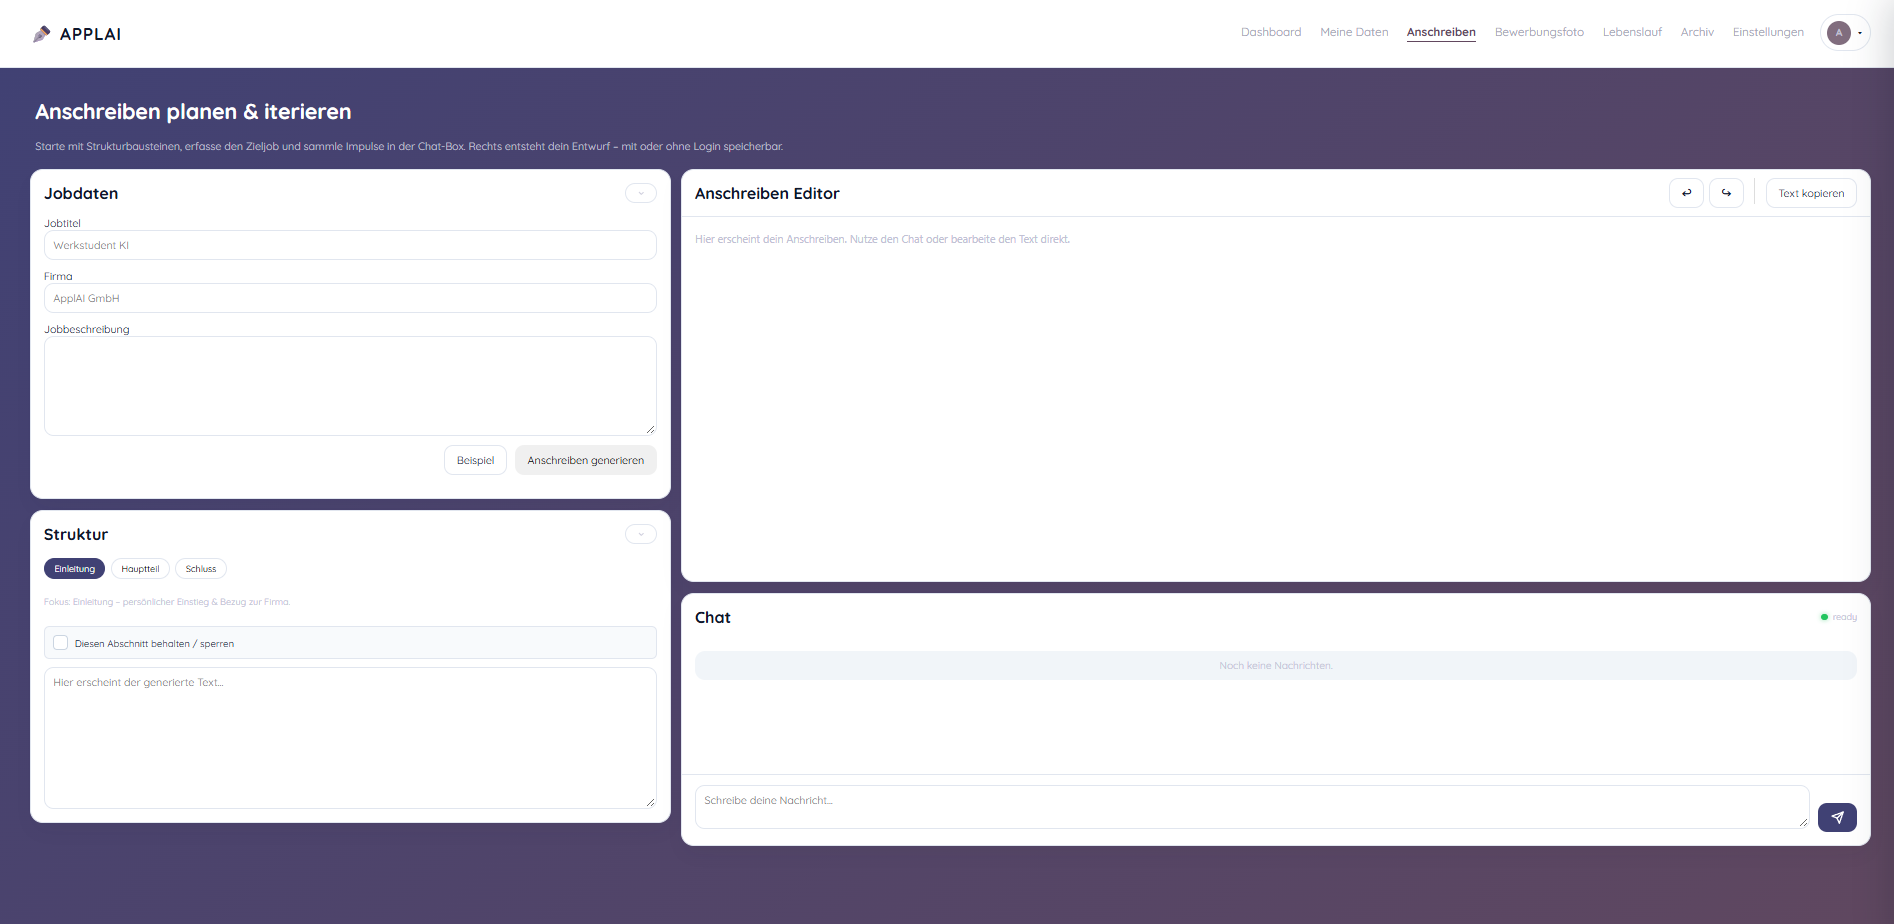 APPLAI
Dashboard
Meine Daten
Anschreiben
Bewerbungsfoto
Lebenslauf
Archiv
Einstellungen
A
Anschreiben planen & iterieren
Starte mit Strukturbausteinen, erfasse den Zieljob und sammle Impulse in der Chat-Box. Rechts entsteht dein Entwurf – mit oder ohne Login speicherbar.
Jobdaten
Jobtitel
Werkstudent KI
Firma
ApplAI GmbH
Jobbeschreibung
Beispiel
Anschreiben generieren
Struktur
Einleitung
Hauptteil
Schluss
Fokus: Einleitung – persönlicher Einstieg & Bezug zur Firma.
Diesen Abschnitt behalten / sperren
Hier erscheint der generierte Text...
Anschreiben Editor
Text kopieren
Hier erscheint dein Anschreiben. Nutze den Chat oder bearbeite den Text direkt.
Chat
ready
Noch keine Nachrichten.
Schreibe deine Nachricht...